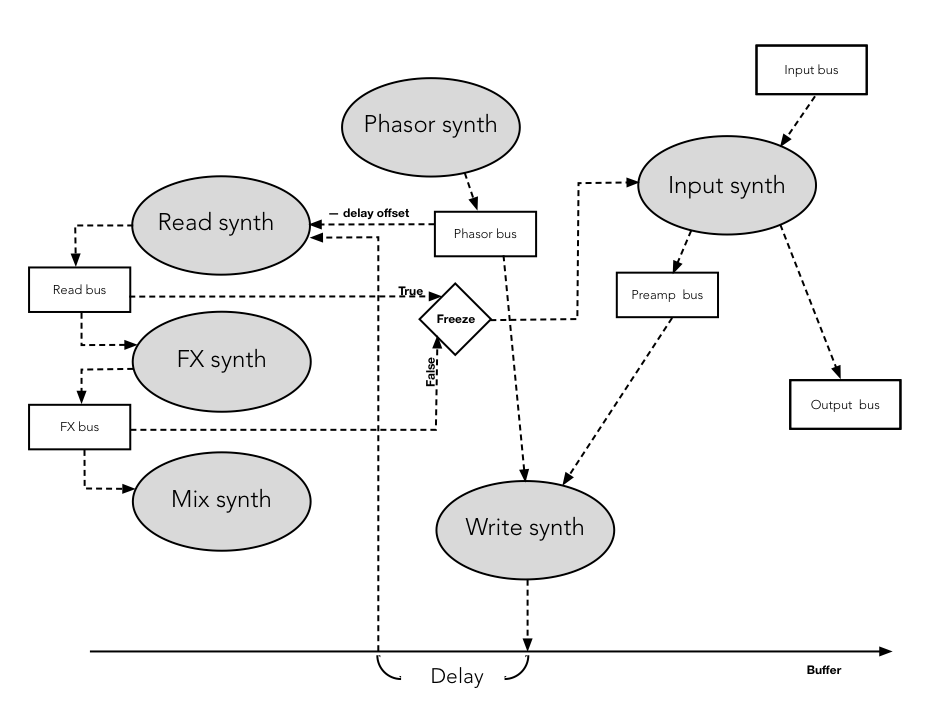 Input bus
Phasor synth
Input synth
Read synth
— delay offset
Phasor bus
Read bus
True
Preamp bus
Freeze
FX synth
False
Output bus
FX bus
Mix synth
Write synth
Buffer
Delay